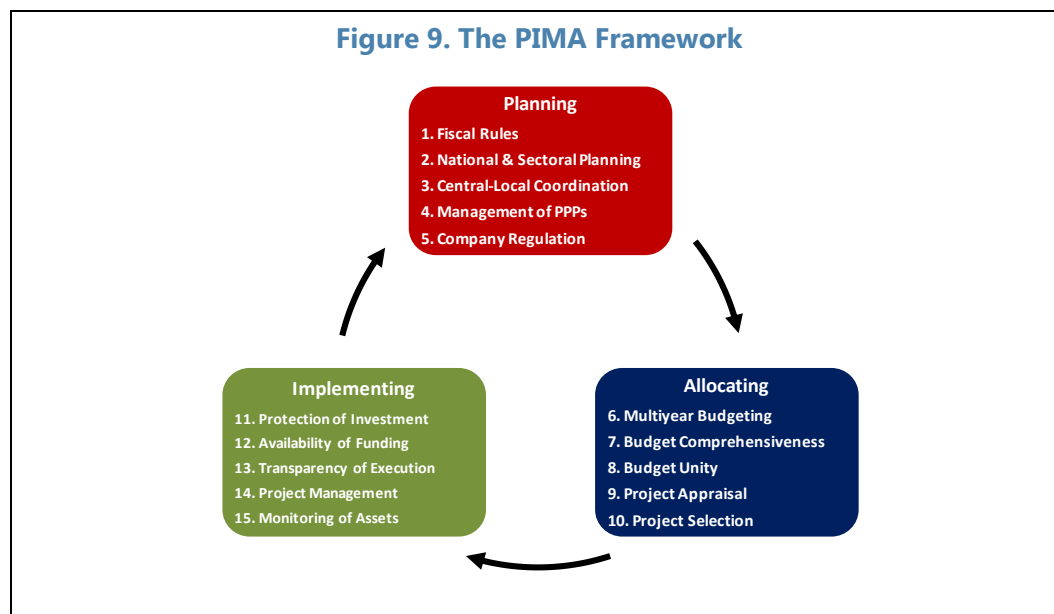 Figure 9. The PIMA Framework
Planning
1. Fiscal Rules
2. National & Sectoral Planning
3. Central-Local Coordination
4. Management of PPPs
5. Company Regulation
Implementing
11. Protection of Investment
12. Availability of Funding
13. Transparency of Execution
14. Project Management
15. Monitoring of Assets
Allocating
6. Multiyear Budgeting
7. Budget Comprehensiveness
8. Budget Unity
9. Project Appraisal
10. Project Selection